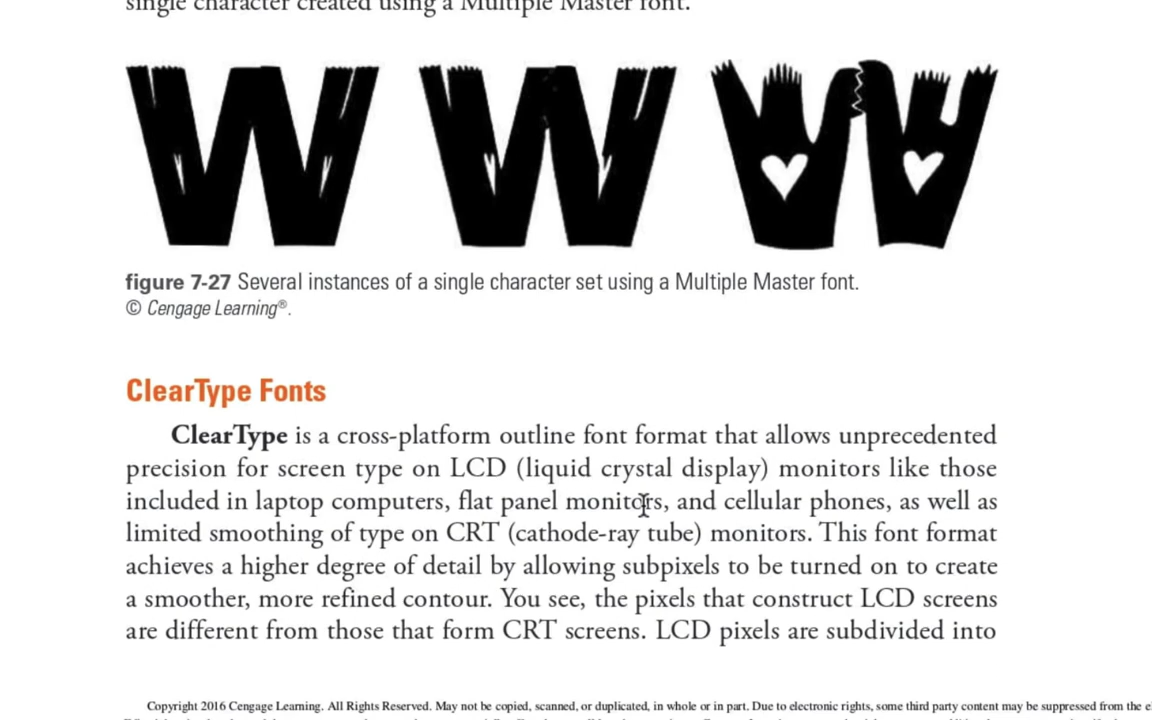 single character created using a Multiple Master font.
W W W
figure 7-27 Several instances of a single character set using a Multiple Master font.
© Cengage Learning®.
ClearType Fonts
ClearType is a cross-platform outline font format that allows unprecedented
precision for screen type on LCD (liquid crystal display) monitors like those
included in laptop computers, flat panel monitors, and cellular phones, as well as
limited smoothing of type on CRT (cathode-ray tube) monitors. This font format
achieves a higher degree of detail by allowing subpixels to be turned on to create
a smoother, more refined contour. You see, the pixels that construct LCD screens
are different from those that form CRT screens. LCD pixels are subdivided into
Copyright 2016 Cengage Learning. All Rights Reserved. May not be copied, scanned, or duplicated, in whole or in part. Due to electronic rights, some third party content may be suppressed from the